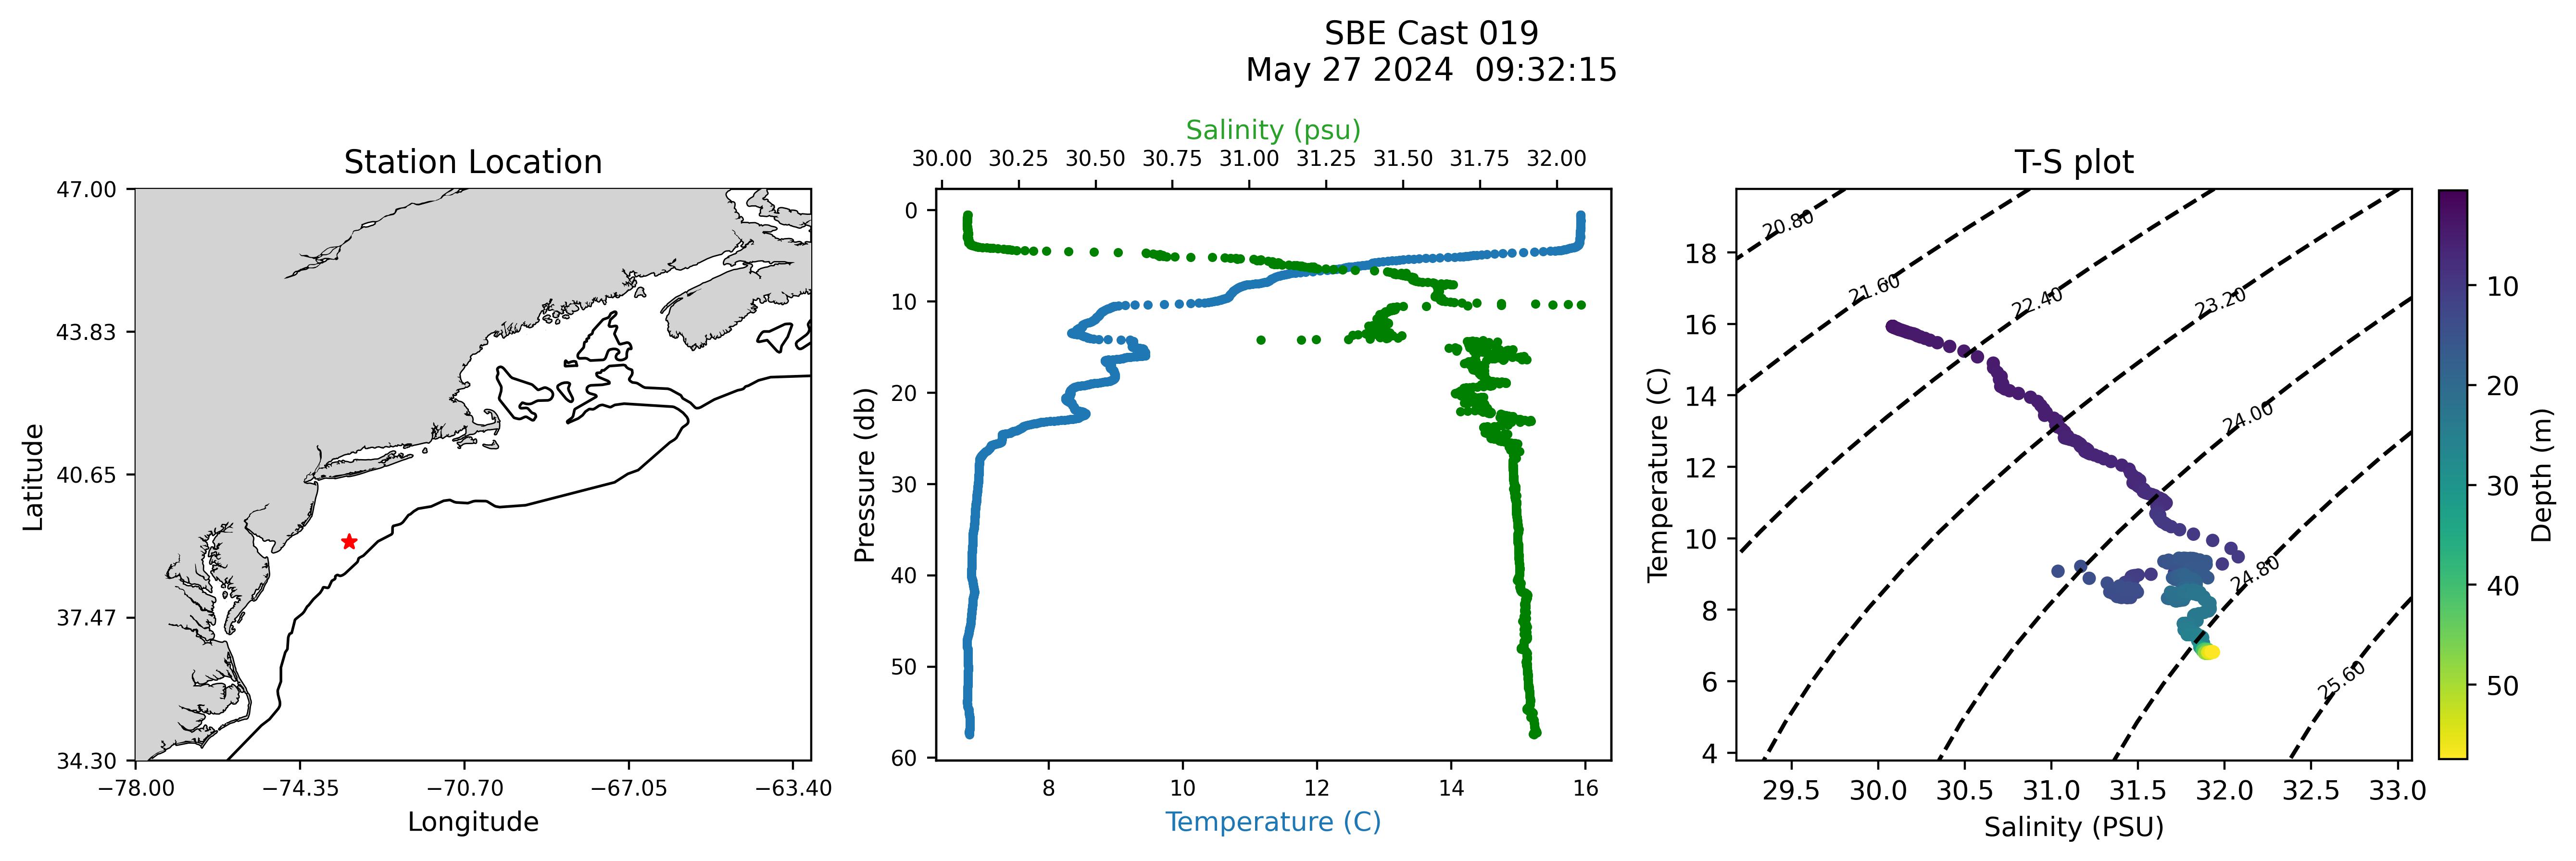 SBE Cast 019
May 27 2024  09:32:15
Station Location
47.00
43.83
40.65
37.47
34.30
Latitude
−78.00 −74.35 −70.70 −67.05 −63.40
Longitude
Salinity (psu)
30.00 30.25 30.50 30.75 31.00 31.25 31.50 31.75 32.00
0
10
20
30
40
50
60
Pressure (db)
8 10 12 14 16
Temperature (C)
T-S plot
18
16
14
12
10
8
6
4
Temperature (C)
20.80
21.60
22.40
23.20
24.00
24.80
25.60
29.5 30.0 30.5 31.0 31.5 32.0 32.5 33.0
Salinity (PSU)
10
20
30
40
50
Depth (m)